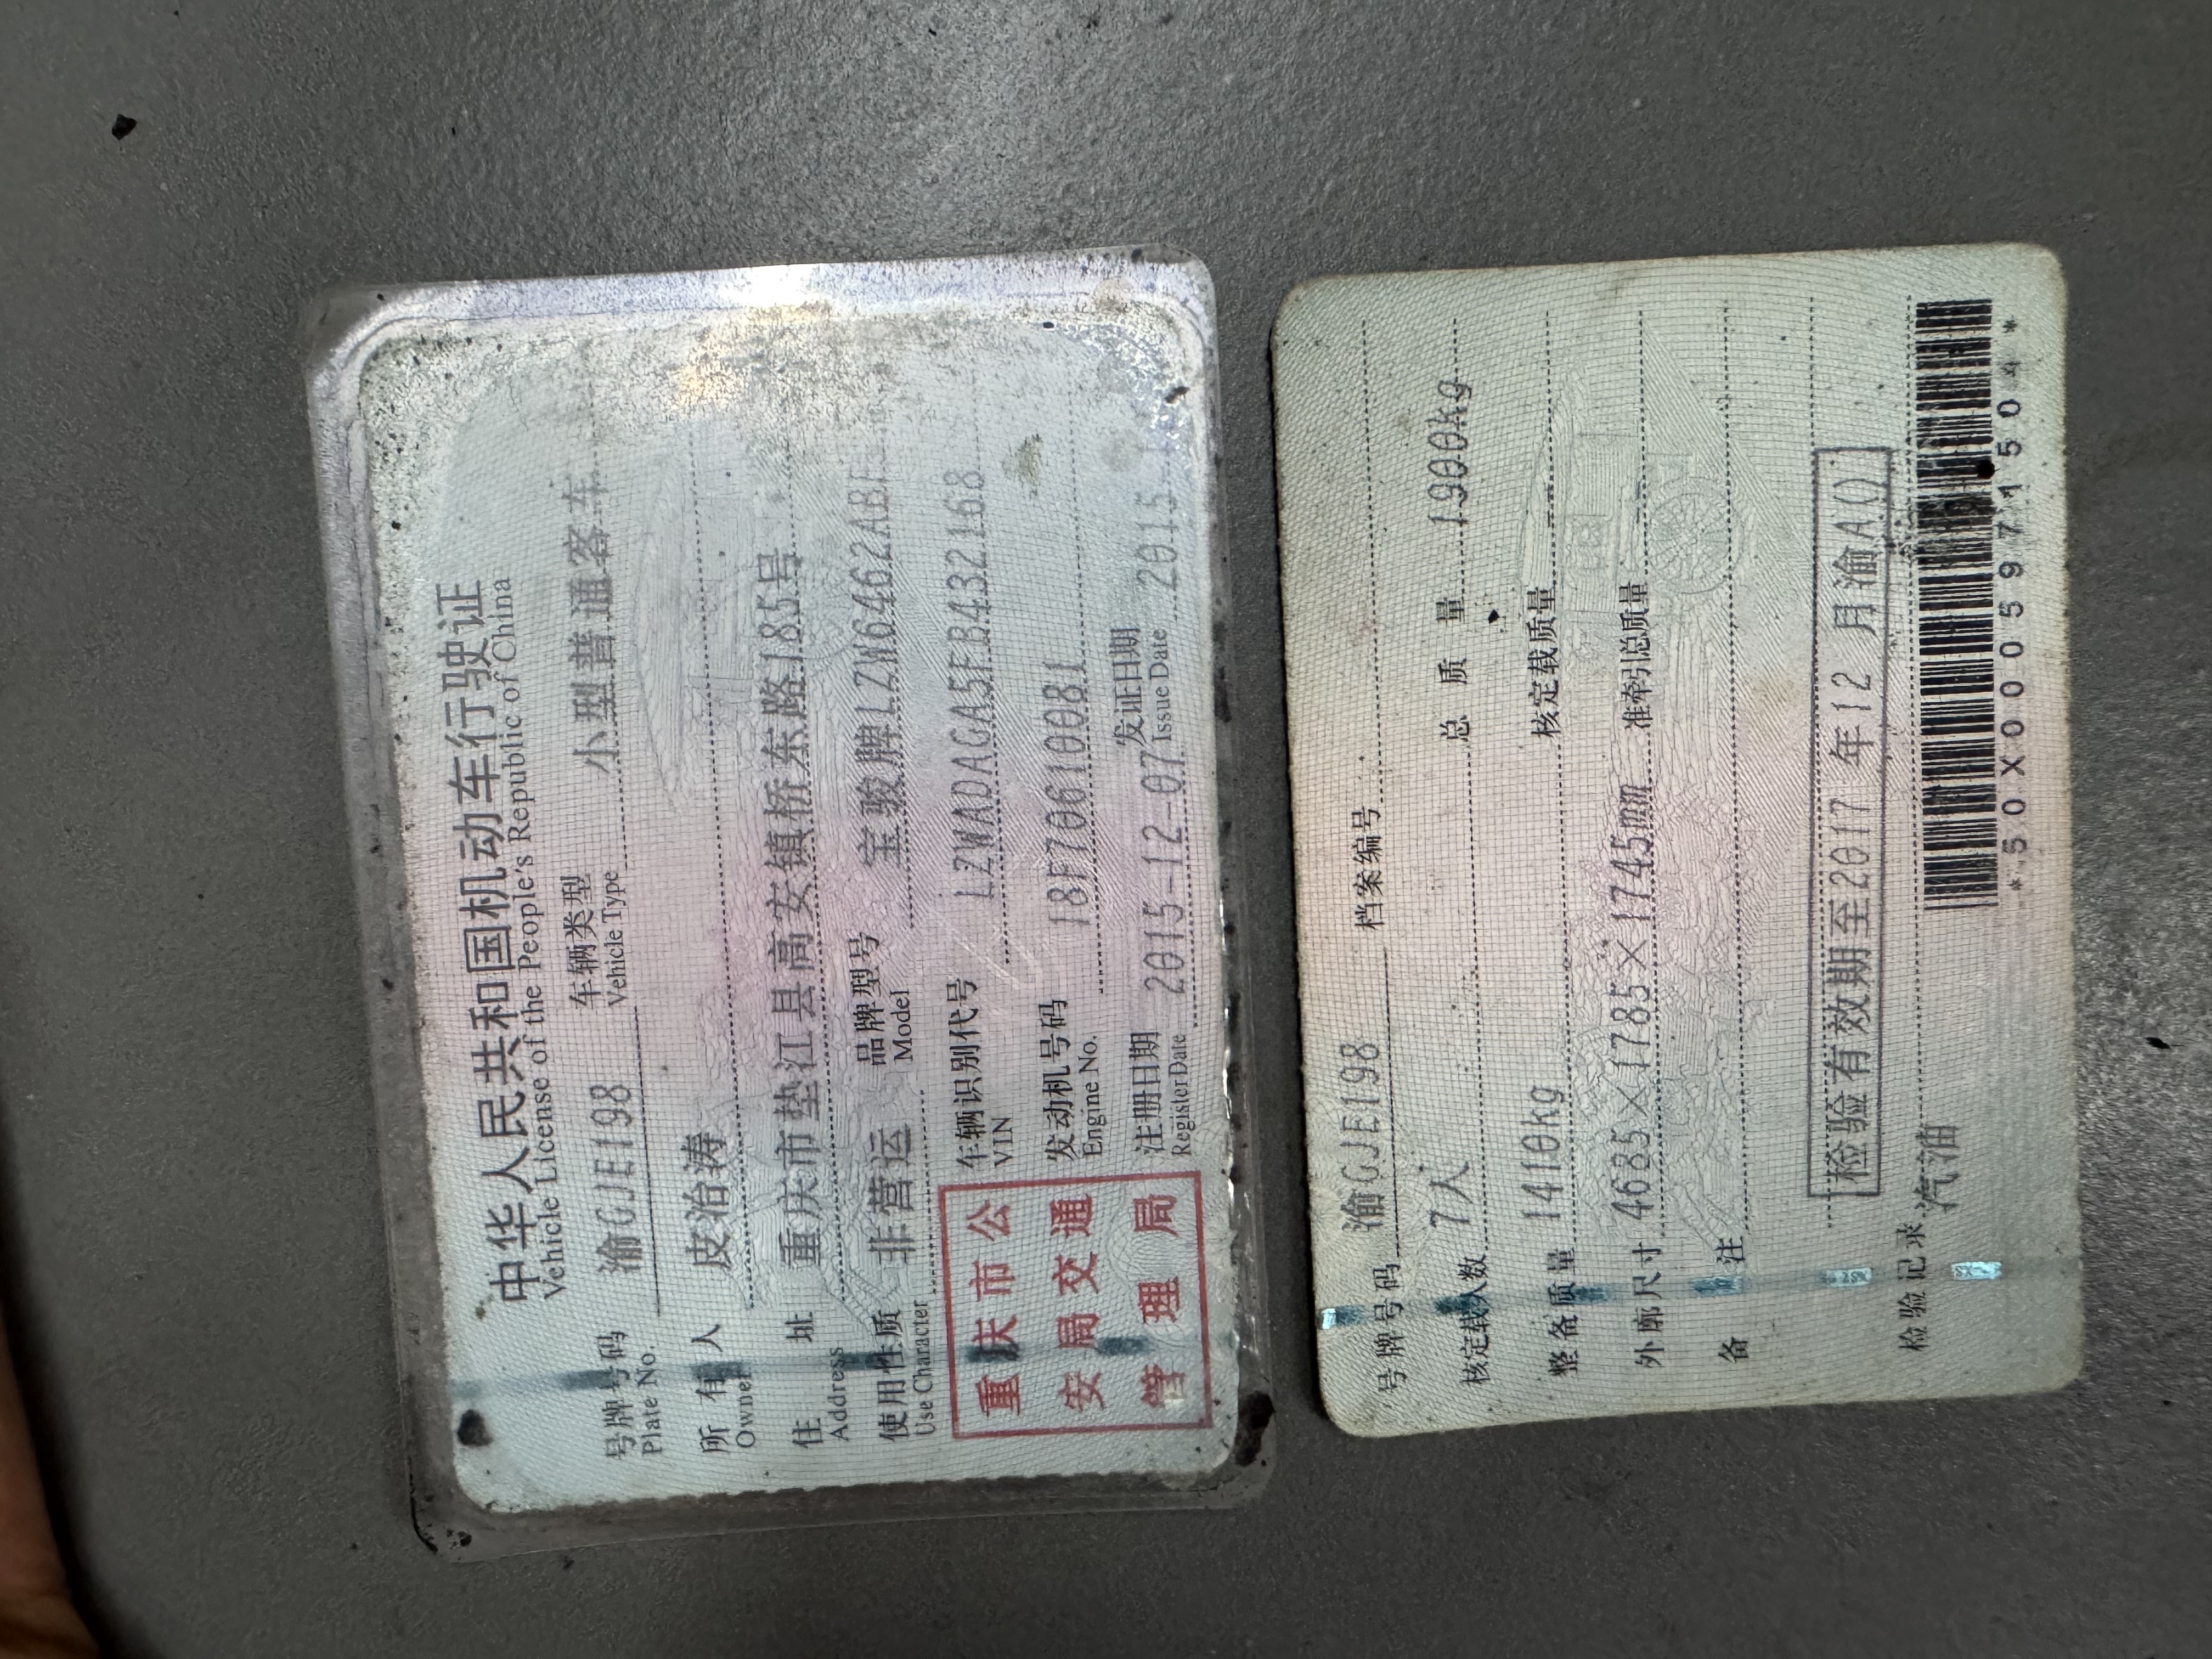 中华人民共和国机动车行驶证
Vehicle License of the People's Republic of China
号牌号码 渝GJE198 车辆类型 小型普通客车
Plate No. Vehicle Type
所有人 皮治涛
Owner
住址 重庆市垫江县高安镇桥东路185号
Address
使用性质 非营运 品牌型号 宝骏牌LZW6462ABF
Use Character Model
重庆市公
安局交通
管理局
车辆识别代号 LZWADAGA5FB432168
VIN
发动机号码 18F70610081
Engine No.
注册日期 2015-12-07 发证日期 2015
Register Date Issue Date
号牌号码 渝GJE198 档案编号
核定载人数 7人 总质量 1900kg
整备质量 1410kg 核定载质量
外廓尺寸 4685×1785×1745mm 准牵引总质量
备注
检验有效期至2017年12月渝A()
检验记录
汽油
*50X0005971504*